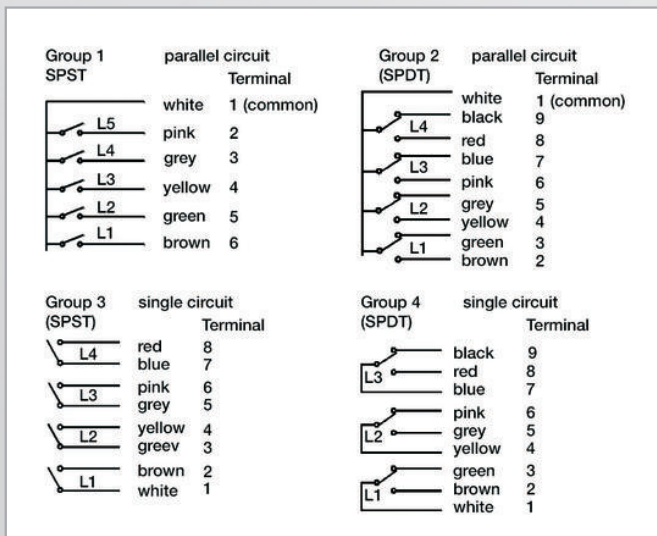 Group 1 parallel circuit
SPST Terminal
white 1 (common)
L5 pink 2
L4 grey 3
L3 yellow 4
L2 green 5
L1 brown 6
Group 2 parallel circuit
(SPDT) Terminal
white 1 (common)
black 9
L4
red 8
blue 7
L3
pink 6
grey 5
L2
yellow 4
green 3
L1
brown 2
Group 3 single circuit
(SPST) Terminal
red 8
L4
blue 7
pink 6
L3
grey 5
yellow 4
L2
greev 3
brown 2
L1
white 1
Group 4 single circuit
(SPDT) Terminal
black 9
L3 red 8
blue 7
pink 6
L2 grey 5
yellow 4
green 3
L1 brown 2
white 1